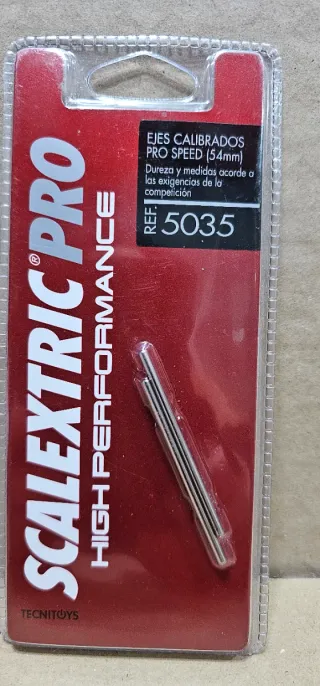 EJES CALIBRADOS
PRO SPEED (54mm)
Dureza y medidas acorde a
las exigencias de la
competición
REF. 5035
SCALEXTRIC® PRO
HIGH PERFORMANCE
TECNITOYS